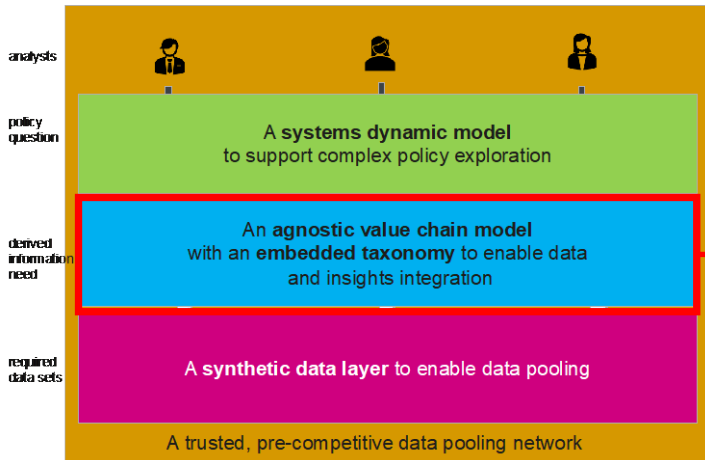 analysts
policy
question
A systems dynamic model
to support complex policy exploration
derived
information
need
An agnostic value chain model
with an embedded taxonomy to enable data
and insights integration
required
data sets
A synthetic data layer to enable data pooling
A trusted, pre-competitive data pooling network